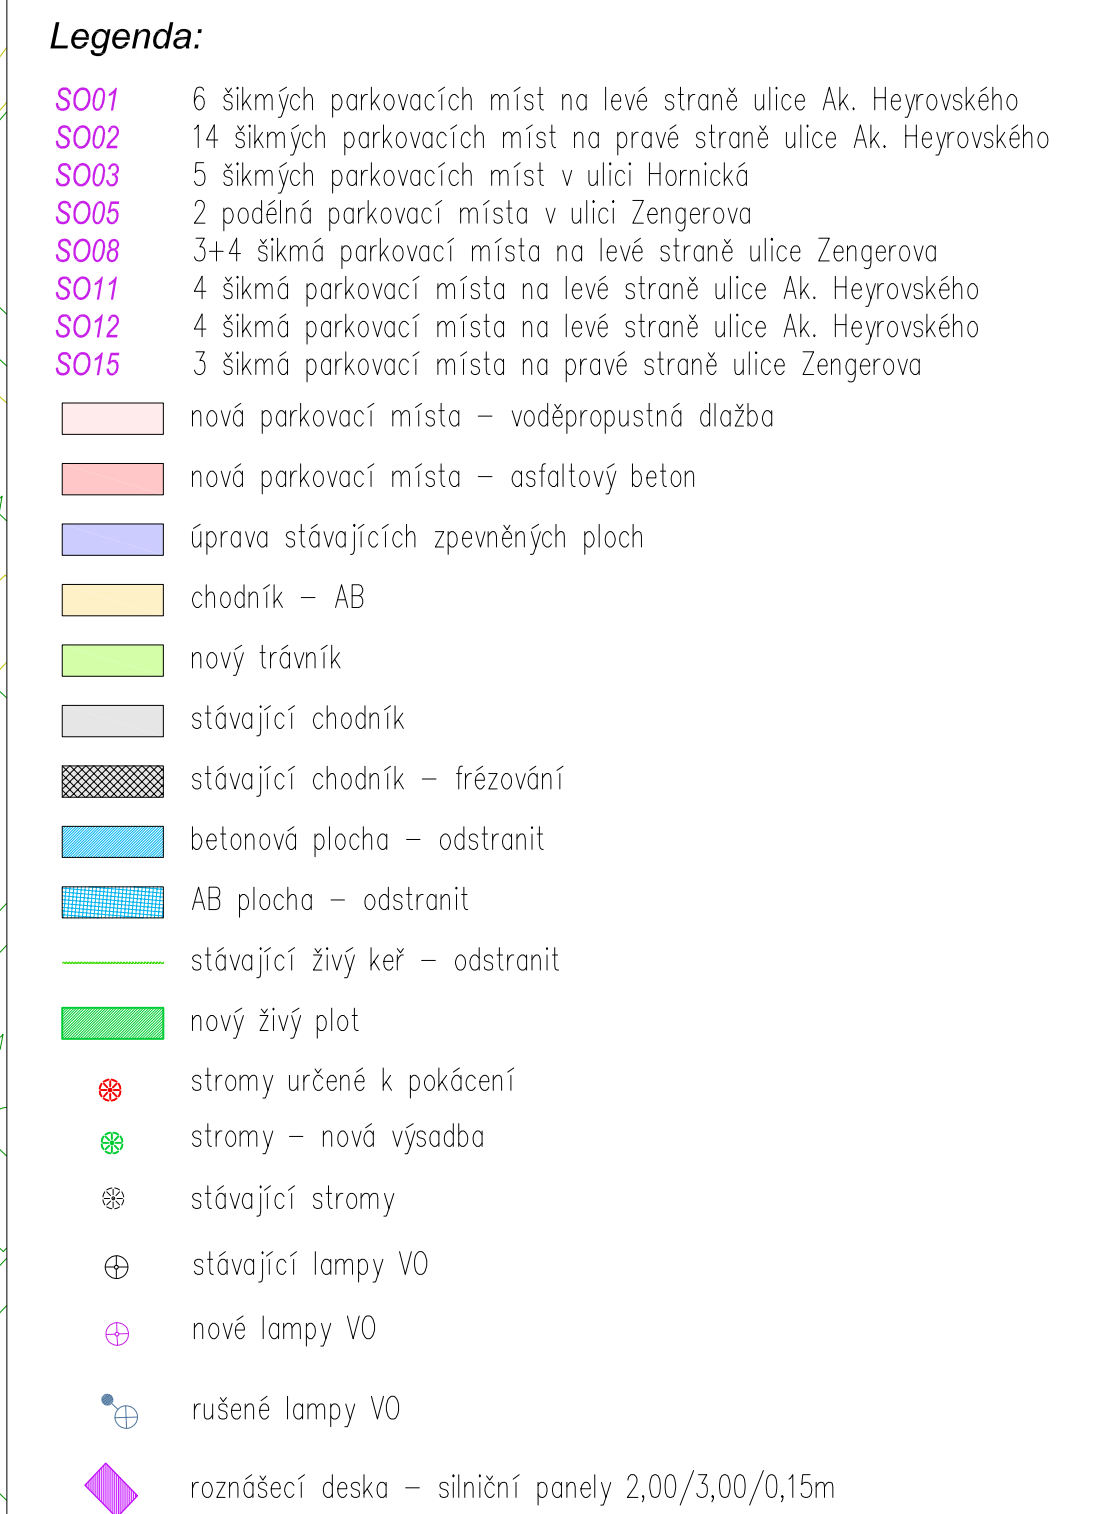 Legenda:
SO01 6 šikmých parkovacích míst na levé straně ulice Ak. Heyrovského
SO02 14 šikmých parkovacích míst na pravé straně ulice Ak. Heyrovského
SO03 5 šikmých parkovacích míst v ulici Hornická
SO05 2 podélná parkovací místa v ulici Zengerova
SO08 3+4 šikmá parkovací místa na levé straně ulice Zengerova
SO11 4 šikmá parkovací místa na levé straně ulice Ak. Heyrovského
SO12 4 šikmá parkovací místa na levé straně ulice Ak. Heyrovského
SO15 3 šikmá parkovací místa na pravé straně ulice Zengerova
nová parkovací místa – voděpropustná dlažba
nová parkovací místa – asfaltový beton
úprava stávajících zpevněných ploch
chodník – AB
nový trávník
stávající chodník
stávající chodník – frézování
betonová plocha – odstranit
AB plocha – odstranit
stávající živý keř – odstranit
nový živý plot
stromy určené k pokácení
stromy – nová výsadba
stávající stromy
stávající lampy VO
nové lampy VO
rušené lampy VO
roznášecí deska – silniční panely 2,00/3,00/0,15m